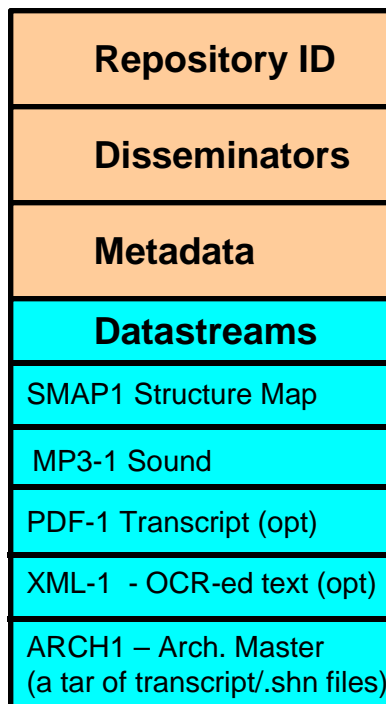 Repository ID
Disseminators
Metadata
Datastreams
SMAP1 Structure Map
MP3-1 Sound
PDF-1 Transcript (opt)
XML-1  - OCR-ed text (opt)
ARCH1 – Arch. Master
(a tar of transcript/.shn files)